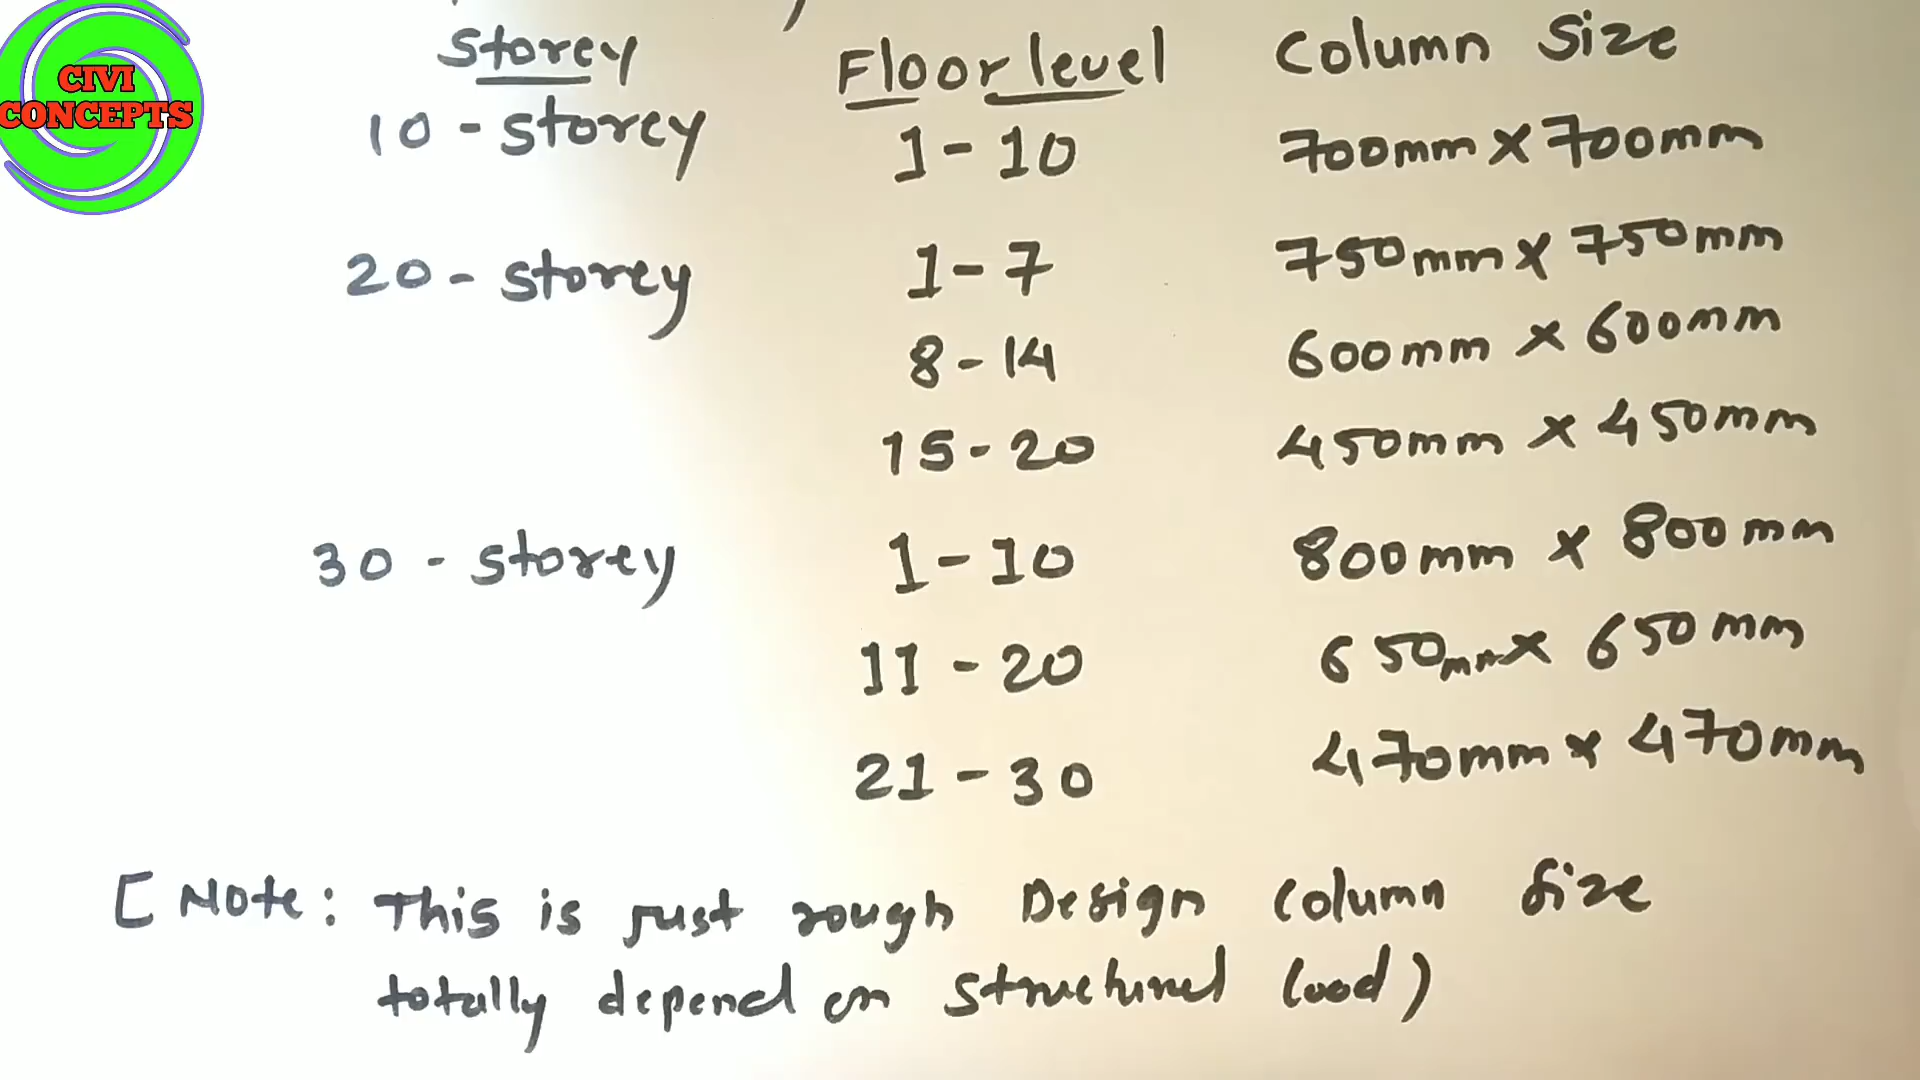 CIVI
CONCEPTS
Storey Floor level Column Size
10 - storey 1 - 10 700mm x 700mm
20 - storey 1 - 7 750mm x 750mm
8 - 14 600mm x 600mm
15 - 20 450mm x 450mm
30 - storey 1 - 10 800mm x 800mm
11 - 20 650mm x 650mm
21 - 30 470mm x 470mm
[ Note: This is just rough Design Column Size
totally depend on structural load )